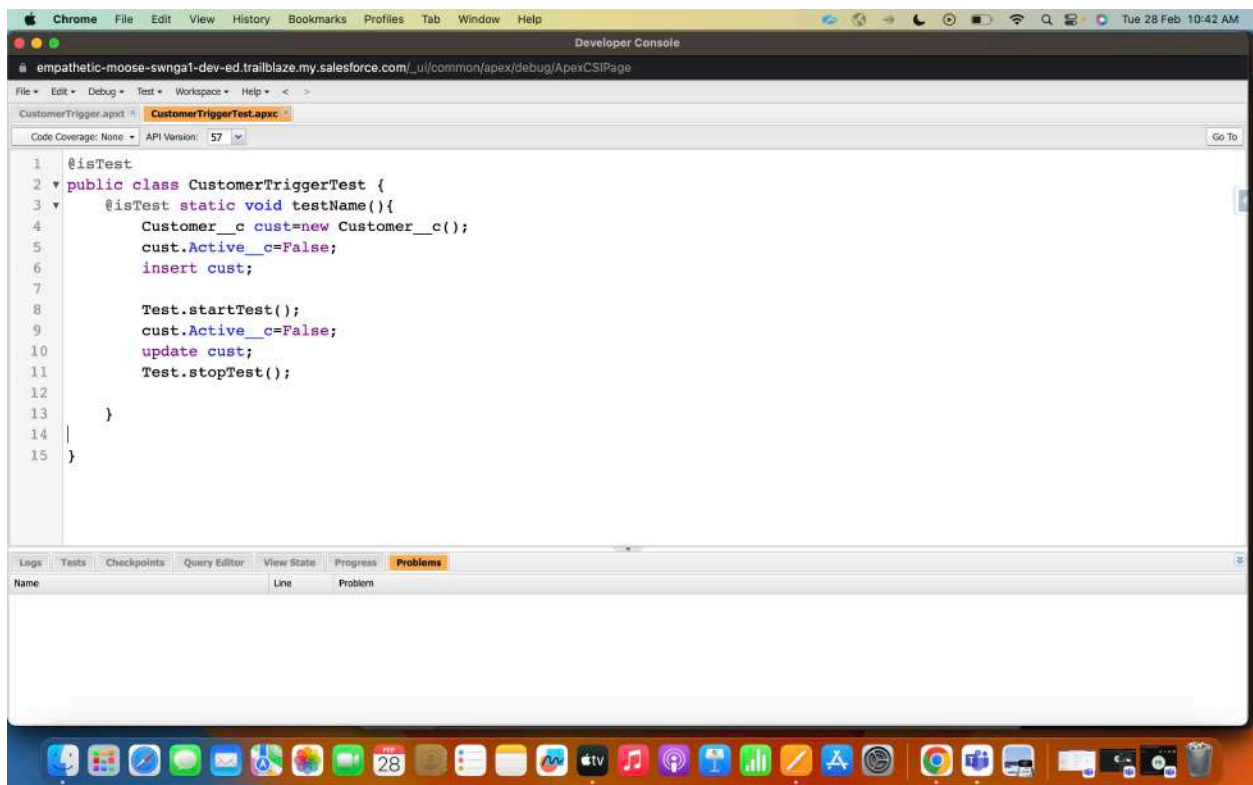 Chrome File Edit View History Bookmarks Profiles Tab Window Help Tue 28 Feb 10:42 AM
Developer Console
empathetic-moose-swnga1-dev-ed.trailblaze.my.salesforce.com/_ui/common/apex/debug/ApexCSIPage
File Edit Debug Test Workspace Help < >
CustomerTrigger.apxt CustomerTriggerTest.apxc
Code Coverage: None API Version: 57 Go To
1 @isTest
2 public class CustomerTriggerTest {
3 @isTest static void testName(){
4 Customer__c cust=new Customer__c();
5 cust.Active__c=False;
6 insert cust;
7
8 Test.startTest();
9 cust.Active__c=False;
10 update cust;
11 Test.stopTest();
12
13 }
14
15 }
Logs Tests Checkpoints Query Editor View State Progress Problems
Name Line Problem
FEB
28
tv